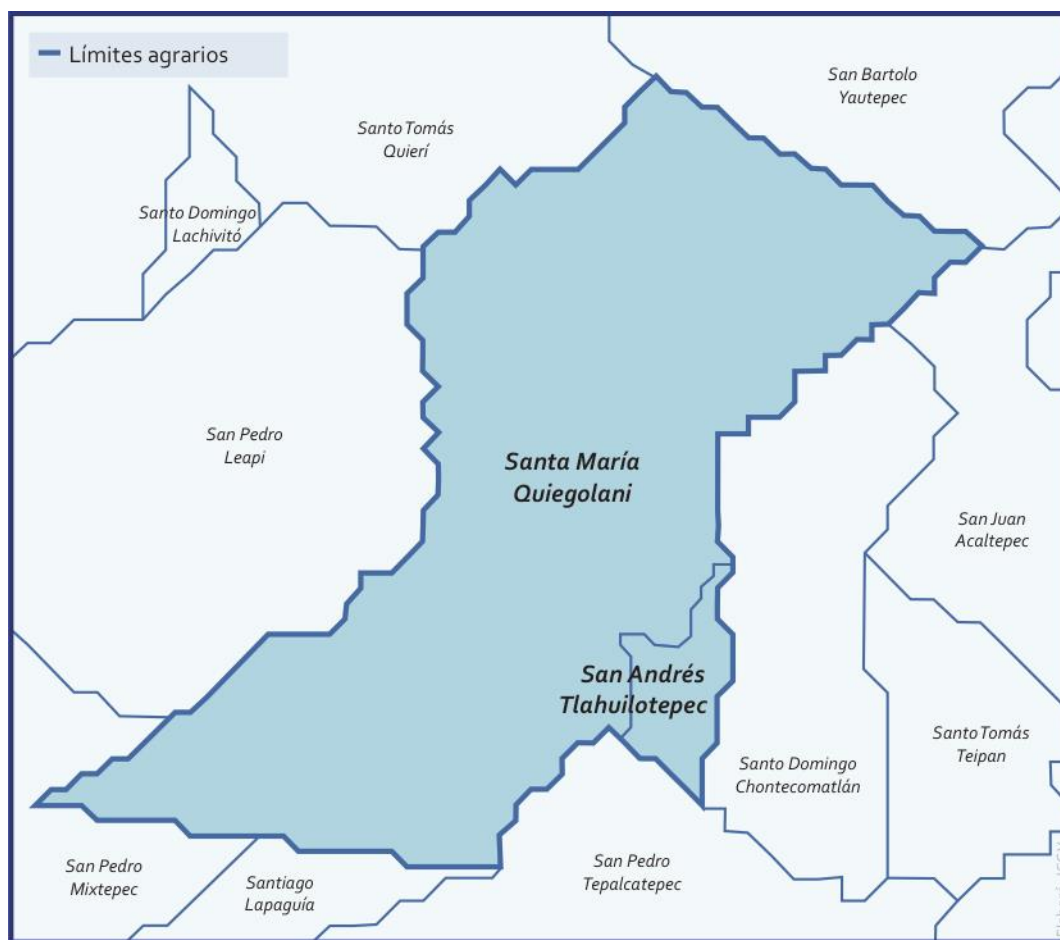 Límites agrarios
San Bartolo
Yautepec
Santo Tomás
Quierí
Santo Domingo
Lachivitó
San Pedro
Leapi
Santa María
Quiegolani
San Juan
Acaltepec
San Andrés
Tlahuilotepec
Santo Tomás
Teipan
Santo Domingo
Chontecomatlán
San Pedro
Mixtepec
Santiago
Lapaguía
San Pedro
Tepalcatepec